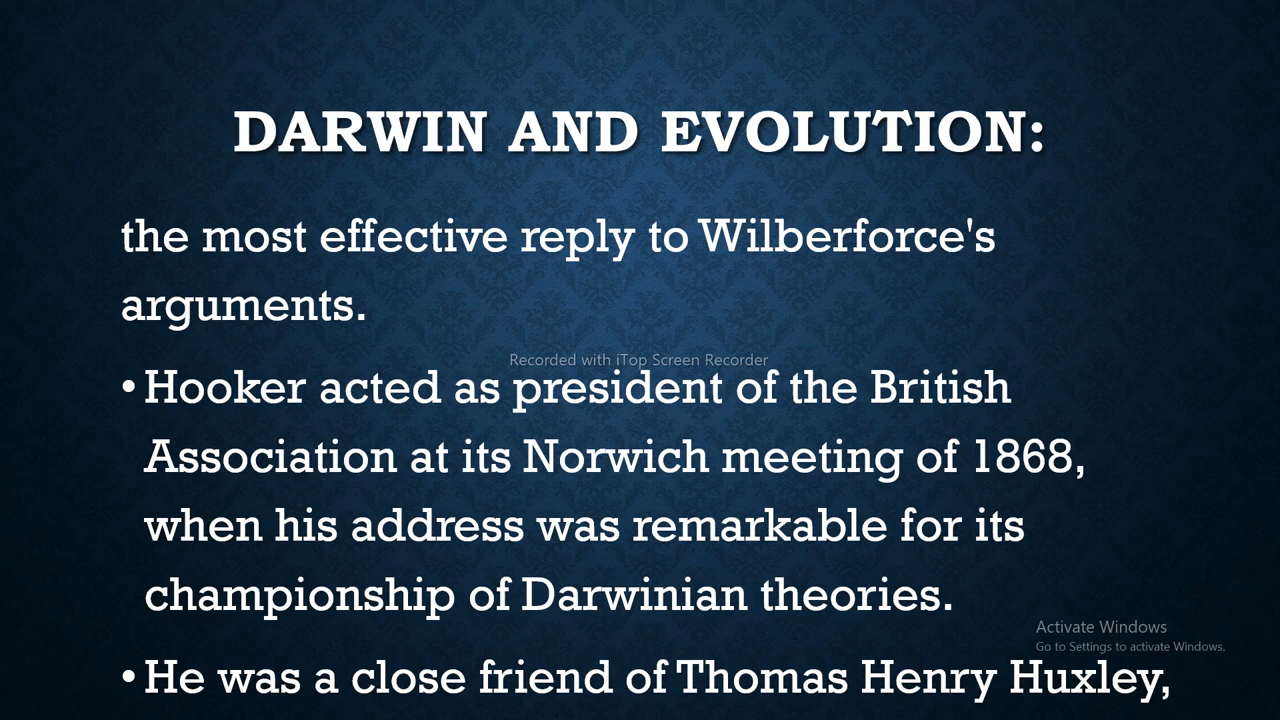 DARWIN AND EVOLUTION:
the most effective reply to Wilberforce's
arguments.
Recorded with iTop Screen Recorder
• Hooker acted as president of the British
Association at its Norwich meeting of 1868,
when his address was remarkable for its
championship of Darwinian theories.
Activate Windows
Go to Settings to activate Windows.
• He was a close friend of Thomas Henry Huxley,